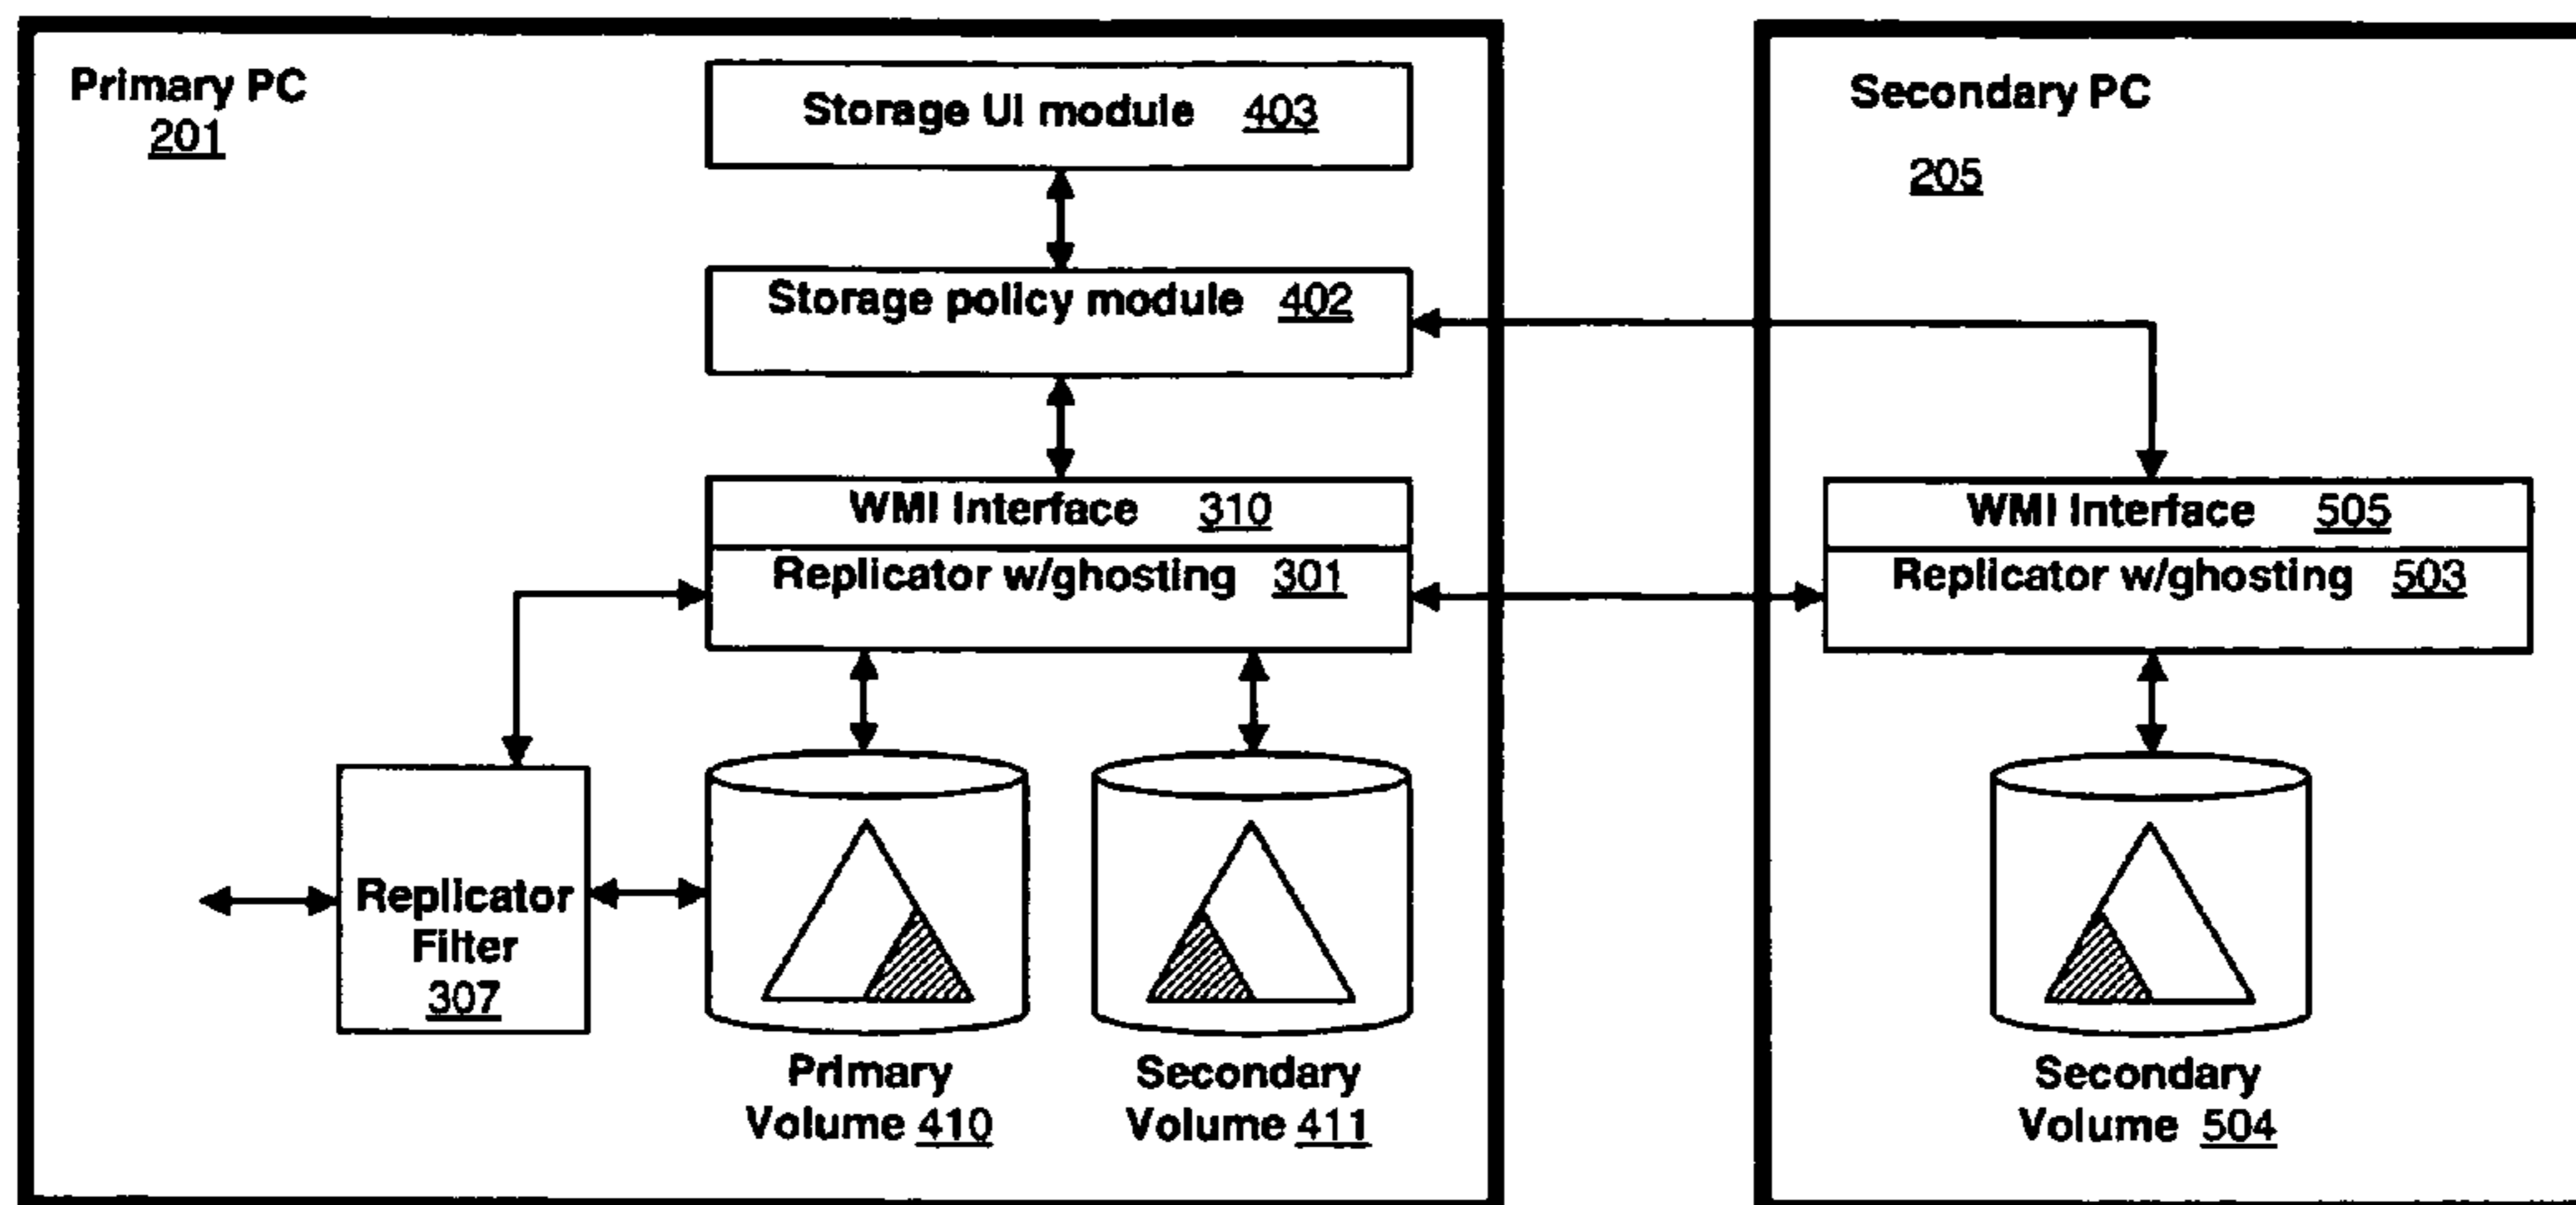 Primary PC
201
Storage UI module 403
Storage policy module 402
WMI Interface 310
Replicator w/ghosting 301
Replicator
Filter
307
Primary
Volume 410
Secondary
Volume 411
Secondary PC
205
WMI Interface 505
Replicator w/ghosting 503
Secondary
Volume 504